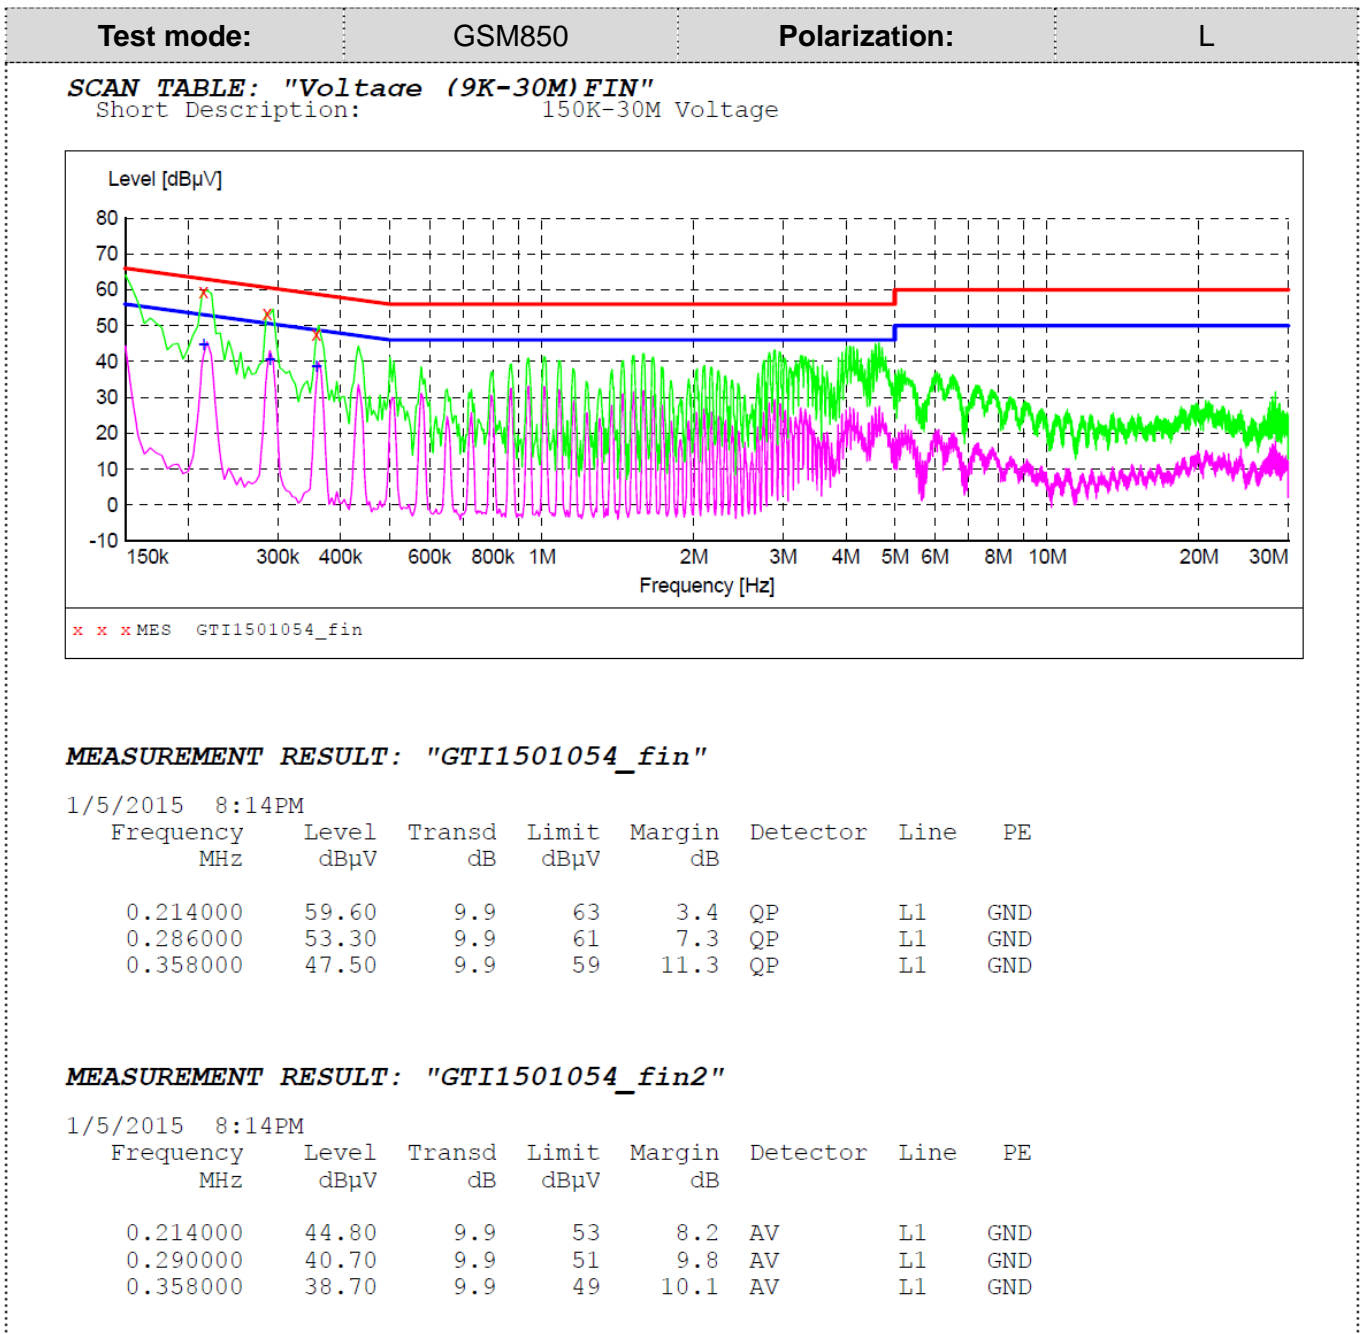 Test mode: GSM850 Polarization: L
SCAN TABLE: "Voltage (9K-30M)FIN"
Short Description: 150K-30M Voltage
Level [dBµV]
80
70
60
50
40
30
20
10
0
-10
150k 300k 400k 600k 800k 1M 2M 3M 4M 5M 6M 8M 10M 20M 30M
Frequency [Hz]
x x x MES GTI1501054_fin
MEASUREMENT RESULT: "GTI1501054_fin"
1/5/2015 8:14PM
Frequency Level Transd Limit Margin Detector Line PE
MHz dBµV dB dBµV dB
0.214000 59.60 9.9 63 3.4 QP L1 GND
0.286000 53.30 9.9 61 7.3 QP L1 GND
0.358000 47.50 9.9 59 11.3 QP L1 GND
MEASUREMENT RESULT: "GTI1501054_fin2"
1/5/2015 8:14PM
Frequency Level Transd Limit Margin Detector Line PE
MHz dBµV dB dBµV dB
0.214000 44.80 9.9 53 8.2 AV L1 GND
0.290000 40.70 9.9 51 9.8 AV L1 GND
0.358000 38.70 9.9 49 10.1 AV L1 GND